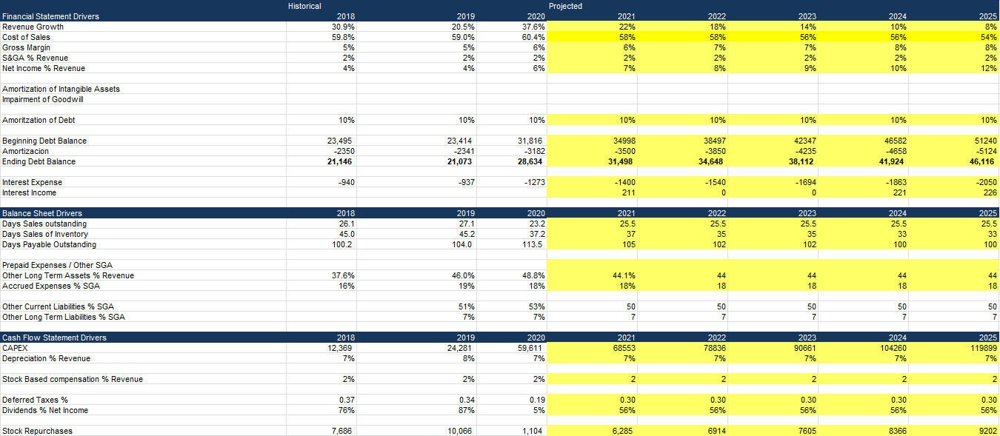 Historical Projected
Financial Statement Drivers 2018 2019 2020 2021 2022 2023 2024 2025
Revenue Growth 30.9% 20.5% 37.6% 22% 18% 14% 10% 8%
Cost of Sales 59.8% 59.0% 60.4% 58% 58% 56% 56% 54%
Gross Margin 5% 5% 6% 6% 7% 7% 8% 8%
S&GA % Revenue 2% 2% 2% 2% 2% 2% 2% 2%
Net Income % Revenue 4% 4% 6% 7% 8% 9% 10% 12%
Amortization of Intangible Assets
Impairment of Goodwill
Amoritzation of Debt 10% 10% 10% 10% 10% 10% 10% 10%
Beginning Debt Balance 23,495 23,414 31,816 34998 38497 42347 46582 51240
Amortizacion -2350 -2341 -3182 -3500 -3850 -4235 -4658 -5124
Ending Debt Balance 21,146 21,073 28,634 31,498 34,648 38,112 41,924 46,116
Interest Expense -940 -937 -1273 -1400 -1540 -1694 -1863 -2050
Interest Income 211 0 0 221 226
Balance Sheet Drivers 2018 2019 2020 2021 2022 2023 2024 2025
Days Sales outstanding 26.1 27.1 23.2 25.5 25.5 25.5 25.5 25.5
Days Sales of Inventory 45.0 45.2 37.2 37 35 35 33 33
Days Payable Outstanding 100.2 104.0 113.5 105 102 102 100 100
Prepaid Expenses / Other SGA
Other Long Term Assets % Revenue 37.6% 46.0% 48.8% 44.1% 44 44 44 44
Accrued Expenses % SGA 16% 19% 18% 18% 18 18 18 18
Other Current Liabilities % SGA 51% 53% 50 50 50 50 50
Other Long Term Liabilities % SGA 7% 7% 7 7 7 7 7
Cash Flow Statement Drivers 2018 2019 2020 2021 2022 2023 2024 2025
CAPEX 12,369 24,281 59,611 68553 78836 90661 104260 119899
Depreciation % Revenue 7% 8% 7% 7% 7% 7% 7% 7%
Stock Based compensation % Revenue 2% 2% 2% 2 2 2 2 2
Deferred Taxes % 0.37 0.34 0.19 0.30 0.30 0.30 0.30 0.30
Dividends % Net Income 76% 87% 5% 56% 56% 56% 56% 56%
Stock Repurchases 7,686 10,066 1,104 6,285 6914 7605 8366 9202